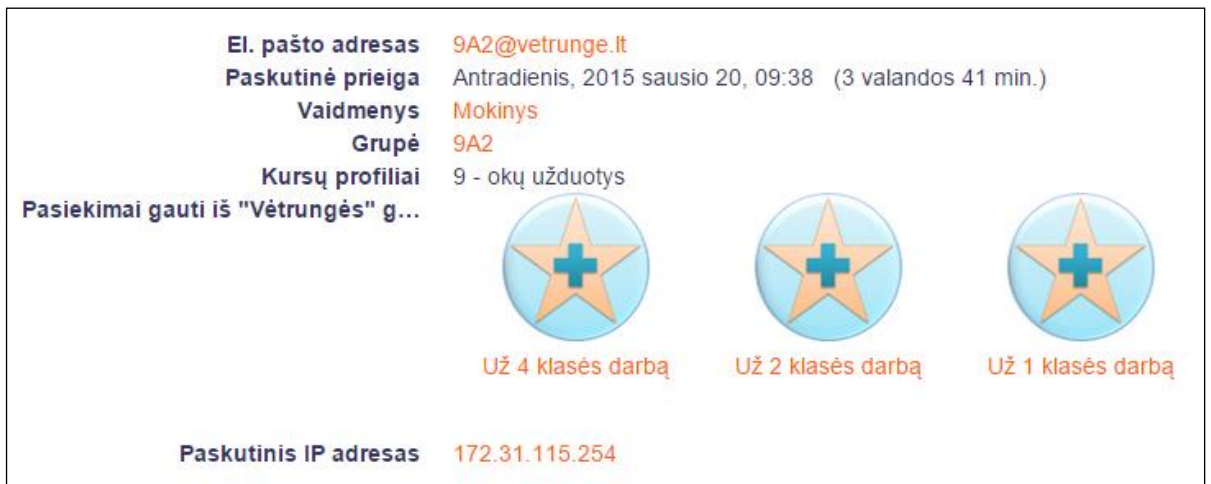 El. pašto adresas 9A2@vetrunge.lt
Paskutinė prieiga Antradienis, 2015 sausio 20, 09:38 (3 valandos 41 min.)
Vaidmenys Mokinys
Grupė 9A2
Kursų profiliai 9 - okų užduotys
Pasiekimai gauti iš "Vėtrungės" g...
Už 4 klasės darbą Už 2 klasės darbą Už 1 klasės darbą
Paskutinis IP adresas 172.31.115.254